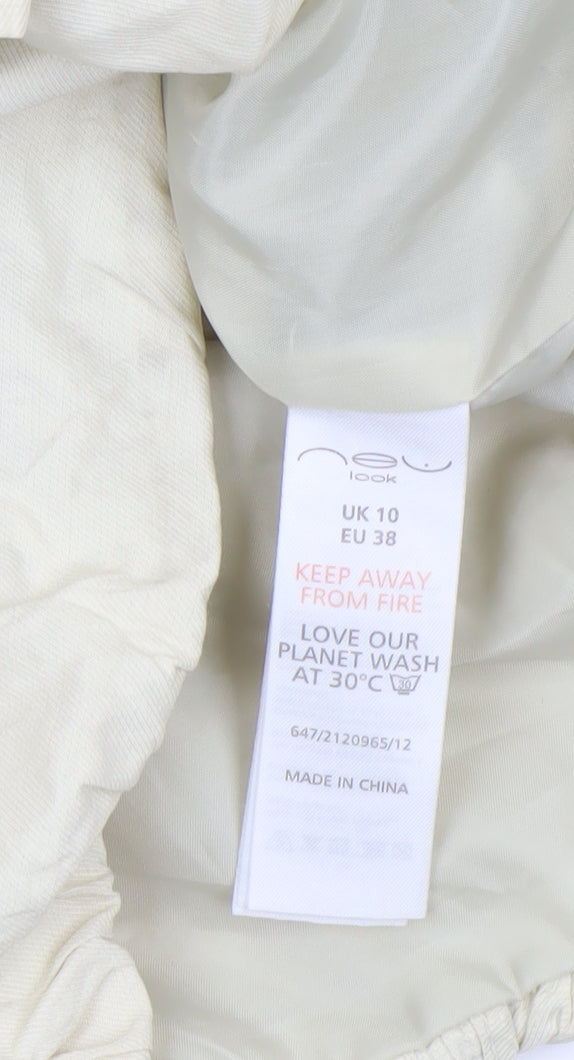 new
look
UK 10
EU 38
KEEP AWAY
FROM FIRE
LOVE OUR
PLANET WASH
AT 30°C 30
647/2120965/12
MADE IN CHINA